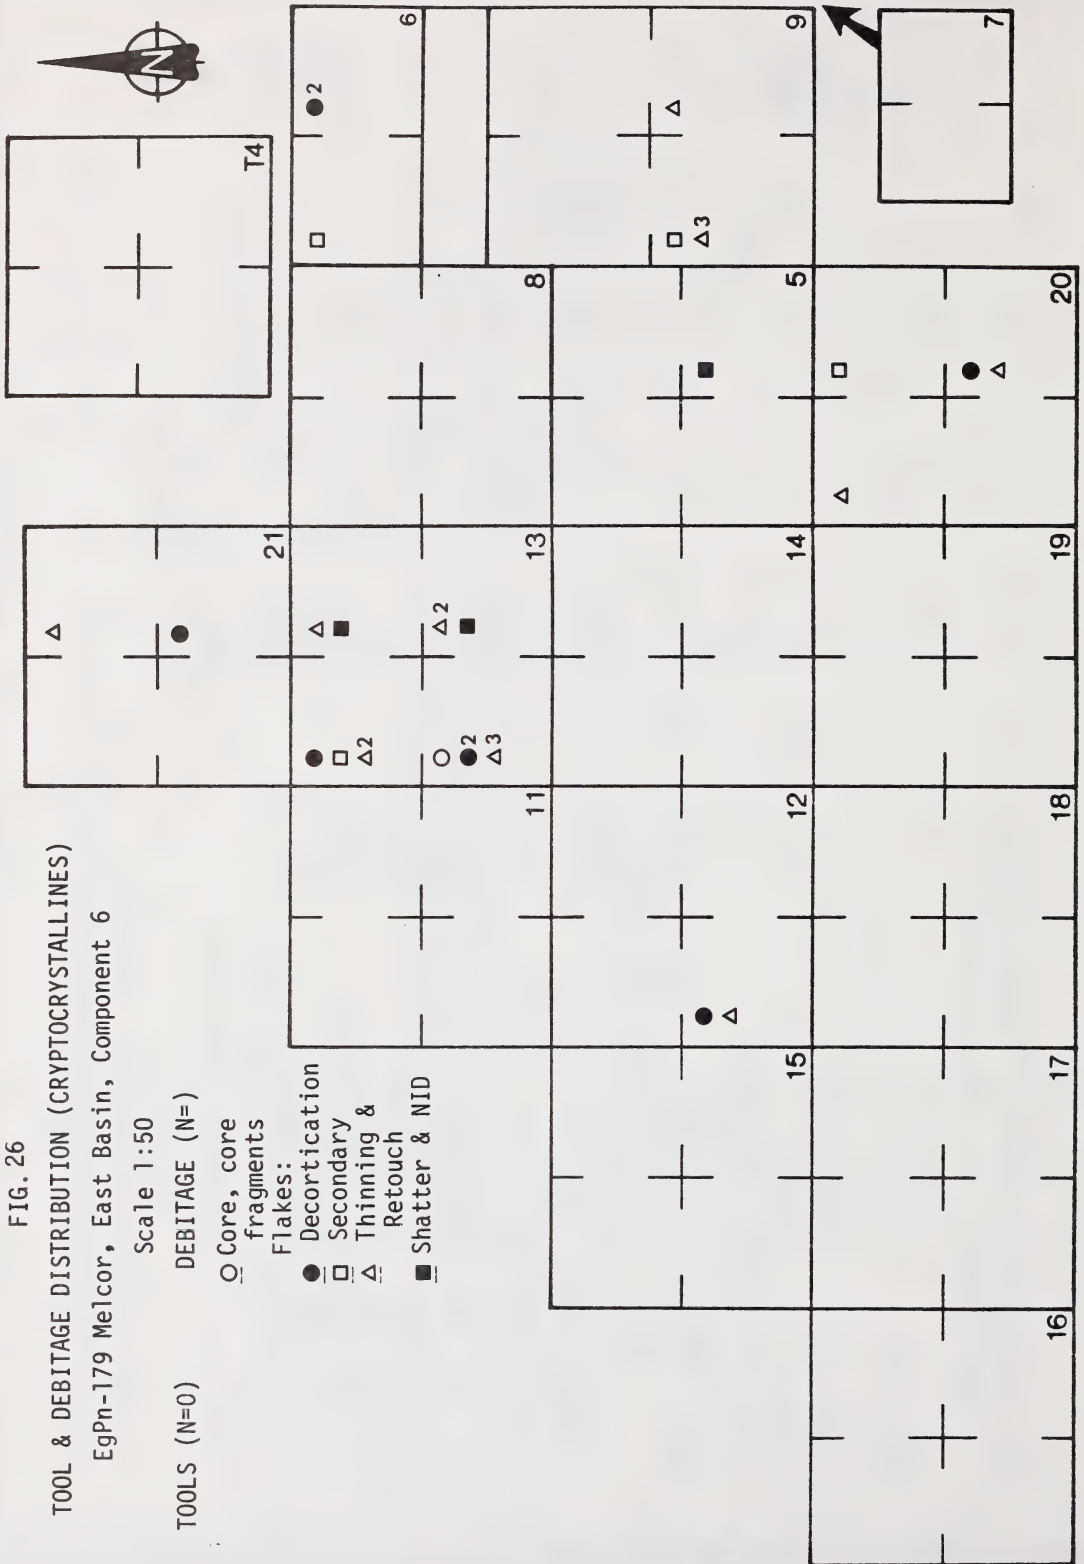 FIG. 26
TOOL & DEBITAGE DISTRIBUTION (CRYPTOCRYSTALLINES)
EgPn-179 Melcor, East Basin, Component 6
Scale 1:50
TOOLS (N=0)
DEBITAGE (N=)
Core, core
fragments
Flakes:
Decortication
Secondary
Thinning &
Retouch
Shatter & NID
N
T4
6
2
9
3
7
21
8
13
2
2
2
3
11
5
14
12
15
20
19
18
17
16